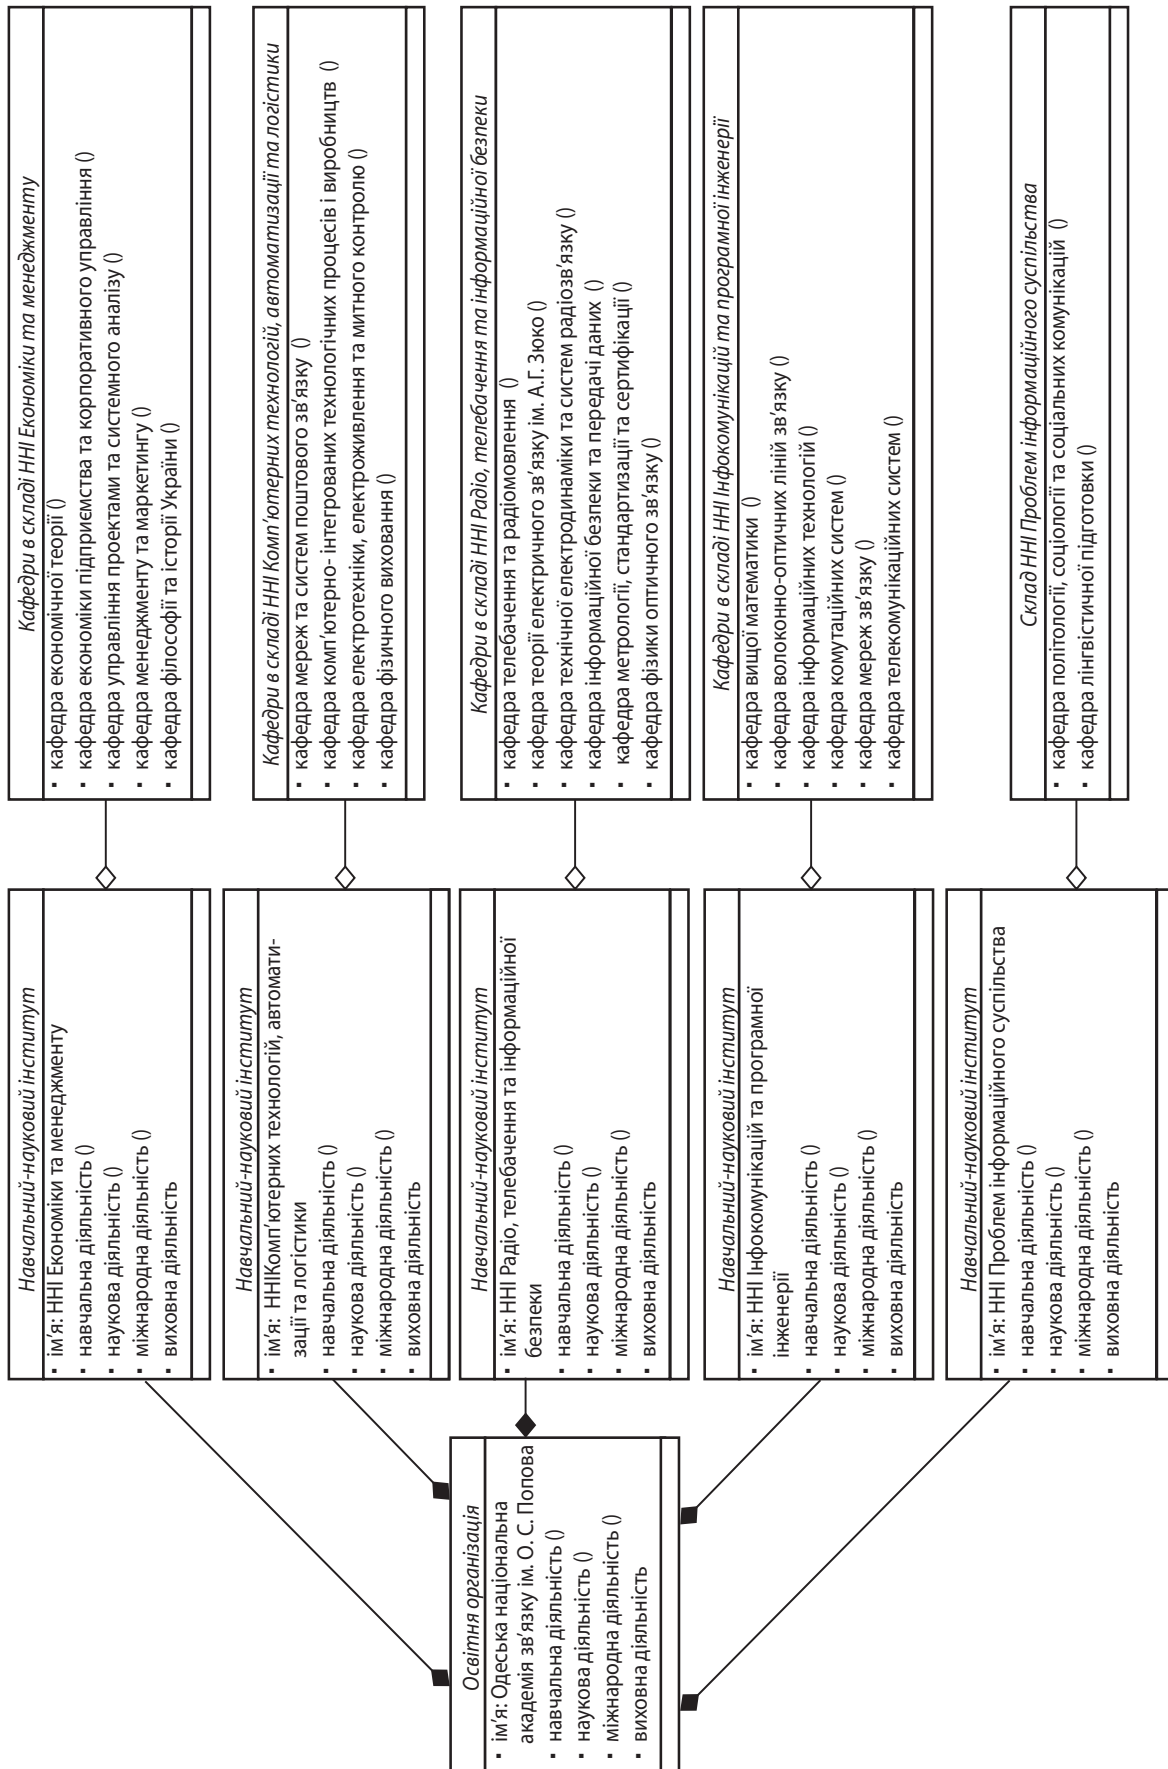 Освітня організація
▪ ім'я: Одеська національна
академія зв'язку ім. О. С. Попова
▪ навчальна діяльність ()
▪ наукова діяльність ()
▪ міжнародна діяльність ()
▪ виховна діяльність
Навчальний-науковий інститут
▪ ім'я: ННІ Економіки та менеджменту
▪ навчальна діяльність ()
▪ наукова діяльність ()
▪ міжнародна діяльність ()
▪ виховна діяльність
Навчальний-науковий інститут
▪ ім'я: ННІКомп'ютерних технологій, автомати-
зації та логістики
▪ навчальна діяльність ()
▪ наукова діяльність ()
▪ міжнародна діяльність ()
▪ виховна діяльність
Навчальний-науковий інститут
▪ ім'я: ННІ Радіо, телебачення та інформаційної
безпеки
▪ навчальна діяльність ()
▪ наукова діяльність ()
▪ міжнародна діяльність ()
▪ виховна діяльність
Навчальний-науковий інститут
▪ ім'я: ННІ Інфокомунікацій та програмної
інженерії
▪ навчальна діяльність ()
▪ наукова діяльність ()
▪ міжнародна діяльність ()
▪ виховна діяльність
Навчальний-науковий інститут
▪ ім'я: ННІ Проблем інформаційного суспільства
▪ навчальна діяльність ()
▪ наукова діяльність ()
▪ міжнародна діяльність ()
▪ виховна діяльність
Кафедри в складі ННІ Економіки та менеджменту
▪ кафедра економічної теорії ()
▪ кафедра економіки підприємства та корпоративного управління ()
▪ кафедра управління проектами та системного аналізу ()
▪ кафедра менеджменту та маркетингу ()
▪ кафедра філософії та історії України ()
Кафедри в складі ННІ Комп'ютерних технологій, автоматизації та логістики
▪ кафедра мереж та систем поштового зв'язку ()
▪ кафедра комп'ютерно- інтегрованих технологічних процесів і виробництв ()
▪ кафедра електротехніки, електроживлення та митного контролю ()
▪ кафедра фізичного виховання ()
Кафедри в складі ННІ Радіо, телебачення та інформаційної безпеки
▪ кафедра телебачення та радіомовлення ()
▪ кафедра теорії електричного зв'язку ім. А.Г. Зюко ()
▪ кафедра технічної електродинаміки та систем радіозв'язку ()
▪ кафедра інформаційної безпеки та передачі даних ()
▪ кафедра метрології, стандартизації та сертифікації ()
▪ кафедра фізики оптичного зв'язку ()
Кафедри в складі ННІ Інфокомунікацій та програмної інженерії
▪ кафедра вищої математики ()
▪ кафедра волоконно-оптичних ліній зв'язку ()
▪ кафедра інформаційних технологій ()
▪ кафедра комутаційних систем ()
▪ кафедра мереж зв'язку ()
▪ кафедра телекомунікаційних систем ()
Склад ННІ Проблем інформаційного суспільства
▪ кафедра політології, соціології та соціальних комунікацій ()
▪ кафедра лінгвістичної підготовки ()